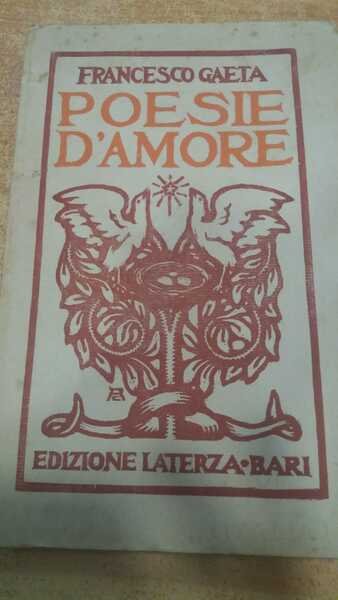 FRANCESCO GAETA
POESIE
D'AMORE
EDIZIONE LATERZA•BARI